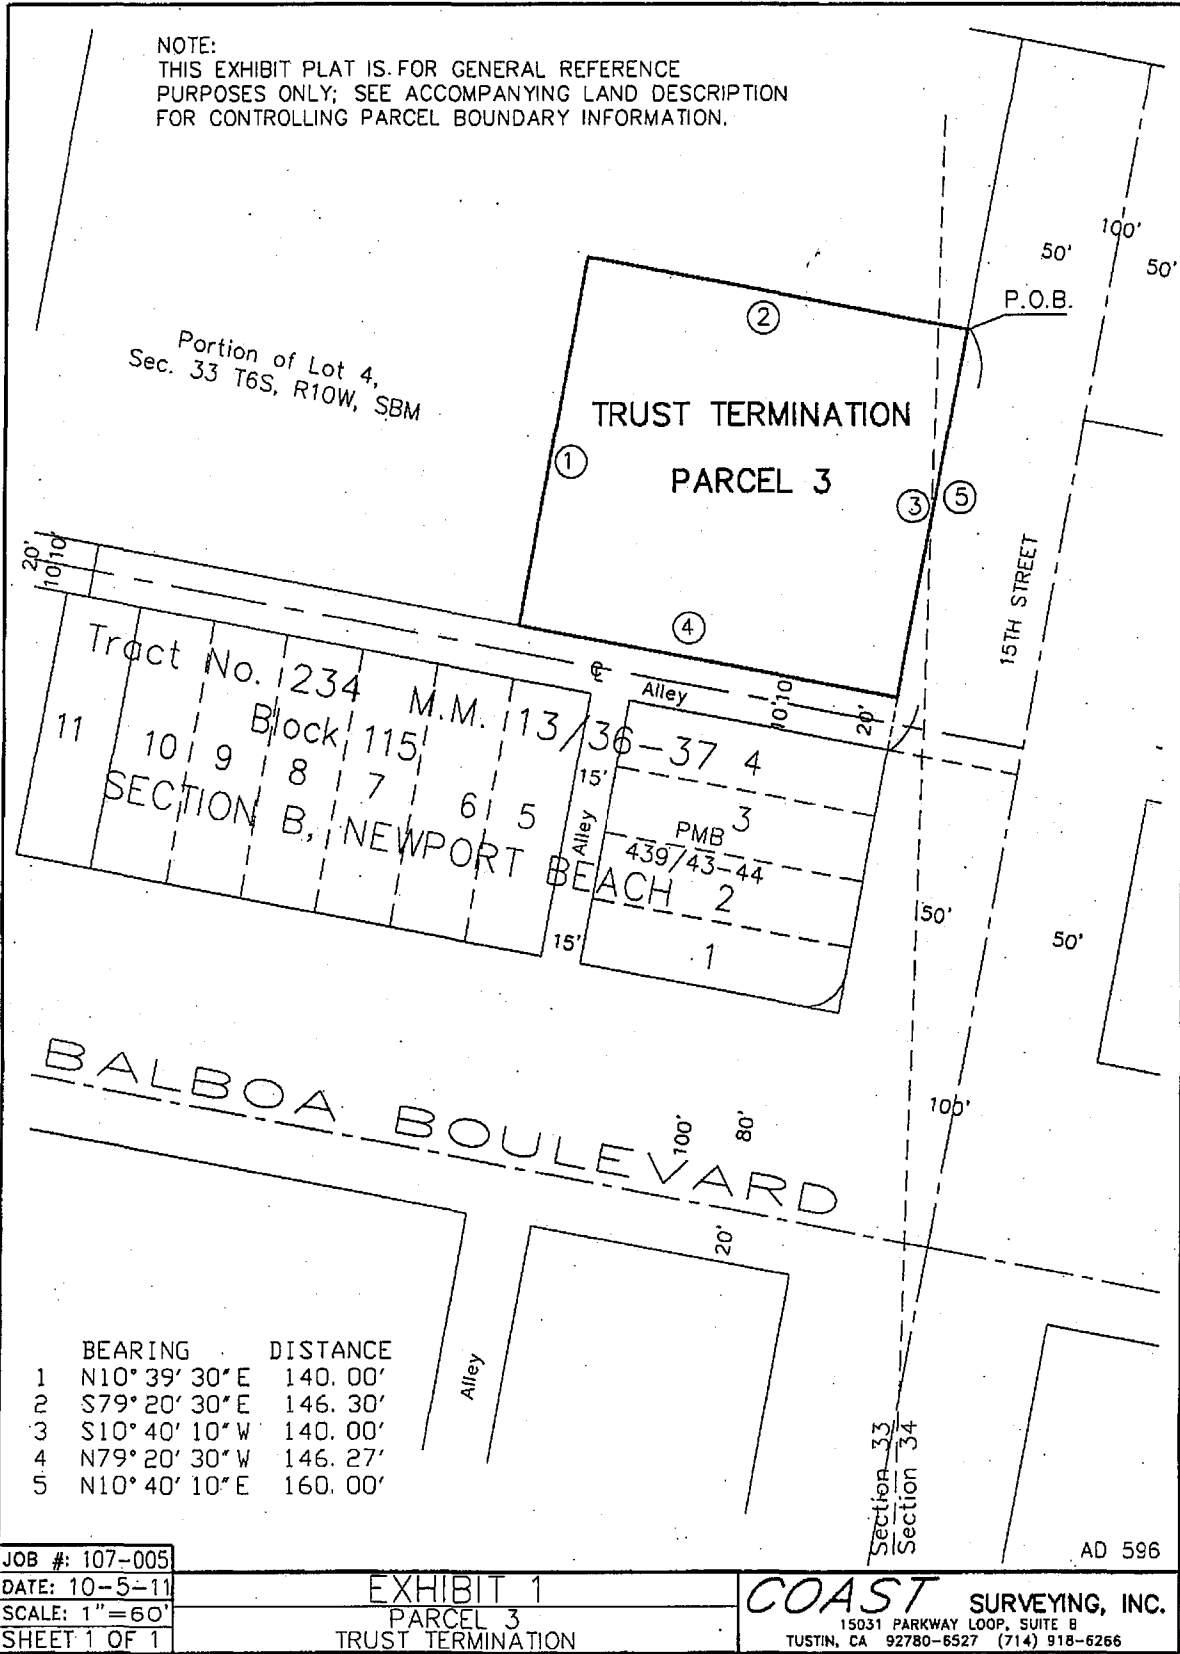 NOTE:
THIS EXHIBIT PLAT IS FOR GENERAL REFERENCE
PURPOSES ONLY; SEE ACCOMPANYING LAND DESCRIPTION
FOR CONTROLLING PARCEL BOUNDARY INFORMATION.
100'
50'
50'
P.O.B.
2
Portion of Lot 4,
Sec. 33 T6S, R10W, SBM
TRUST TERMINATION
PARCEL 3
1
3
5
15TH STREET
20'
10'
10'
4
℄
Alley
10'
10'
20'
Tract No. 234 M.M. 13/36-37
Block 115
SECTION B, NEWPORT BEACH
11
10
9
8
7
6
5
15'
Alley
15'
4
3
PMB
439/43-44
2
1
50'
50'
BALBOA BOULEVARD
100'
80'
20'
100'
Alley
Section 33
Section 34
BEARING DISTANCE
1 N10°39'30"E 140.00'
2 S79°20'30"E 146.30'
3 S10°40'10"W 140.00'
4 N79°20'30"W 146.27'
5 N10°40'10"E 160.00'
AD 596
JOB #: 107-005
DATE: 10-5-11
SCALE: 1"=60'
SHEET 1 OF 1
EXHIBIT 1
PARCEL 3
TRUST TERMINATION
COAST SURVEYING, INC.
15031 PARKWAY LOOP, SUITE B
TUSTIN, CA 92780-6527 (714) 918-6266